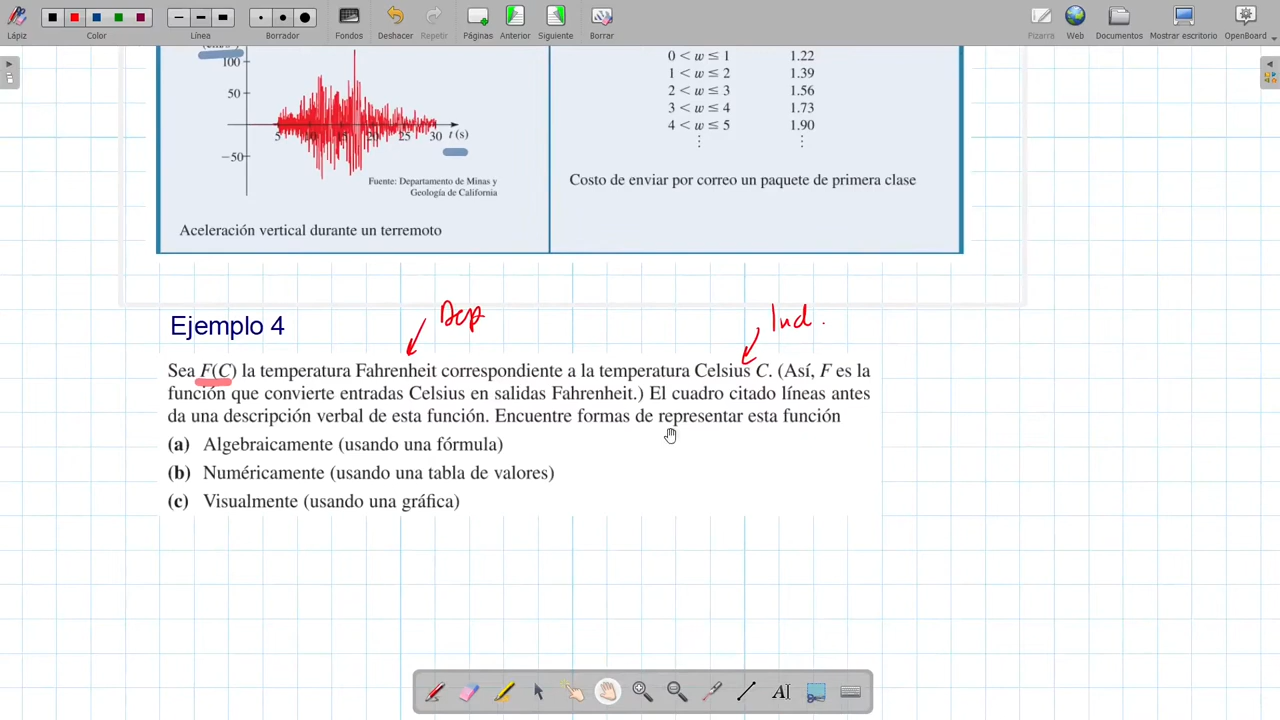 Lápiz
Color
Línea
Borrador
Fondos
Deshacer
Repetir
Páginas
Anterior
Siguiente
Borrar
Pizarra
Web
Documentos
Mostrar escritorio
OpenBoard
100
50
−50
5 10 15 20 25 30 t (s)
Fuente: Departamento de Minas y
Geología de California
Aceleración vertical durante un terremoto
0 < w ≤ 1 1.22
1 < w ≤ 2 1.39
2 < w ≤ 3 1.56
3 < w ≤ 4 1.73
4 < w ≤ 5 1.90
⋮ ⋮
Costo de enviar por correo un paquete de primera clase
Ejemplo 4
Dep
Ind.
Sea F(C) la temperatura Fahrenheit correspondiente a la temperatura Celsius C. (Así, F es la
función que convierte entradas Celsius en salidas Fahrenheit.) El cuadro citado líneas antes
da una descripción verbal de esta función. Encuentre formas de representar esta función
(a) Algebraicamente (usando una fórmula)
(b) Numéricamente (usando una tabla de valores)
(c) Visualmente (usando una gráfica)
AI